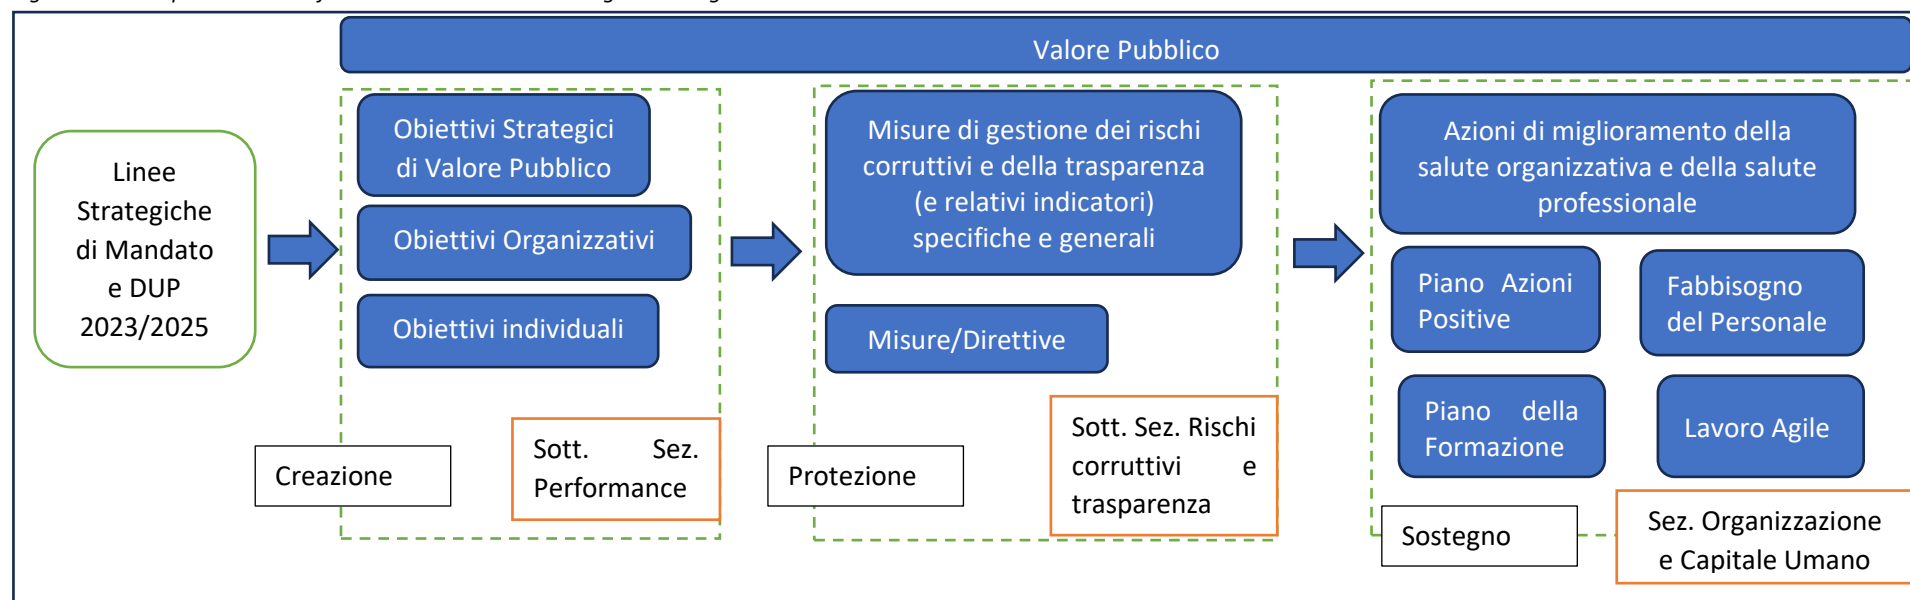 Valore Pubblico
Linee
Strategiche
di Mandato
e DUP
2023/2025
Obiettivi Strategici
di Valore Pubblico
Obiettivi Organizzativi
Obiettivi individuali
Creazione
Sott. Sez.
Performance
Misure di gestione dei rischi
corruttivi e della trasparenza
(e relativi indicatori)
specifiche e generali
Misure/Direttive
Protezione
Sott. Sez. Rischi
corruttivi e
trasparenza
Azioni di miglioramento della
salute organizzativa e della salute
professionale
Piano Azioni
Positive
Fabbisogno
del Personale
Piano della
Formazione
Lavoro Agile
Sostegno
Sez. Organizzazione
e Capitale Umano